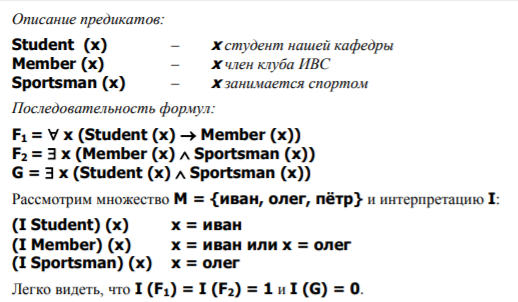 Описание предикатов:
Student (x) – x студент нашей кафедры
Member (x) – x член клуба ИВС
Sportsman (x) – x занимается спортом
Последовательность формул:
F₁ = ∀ x (Student (x) → Member (x))
F₂ = ∃ x (Member (x) ∧ Sportsman (x))
G = ∃ x (Student (x) ∧ Sportsman (x))
Рассмотрим множество M = {иван, олег, пётр} и интерпретацию I:
(I Student) (x) x = иван
(I Member) (x) x = иван или x = олег
(I Sportsman) (x) x = олег
Легко видеть, что I (F₁) = I (F₂) = 1 и I (G) = 0.